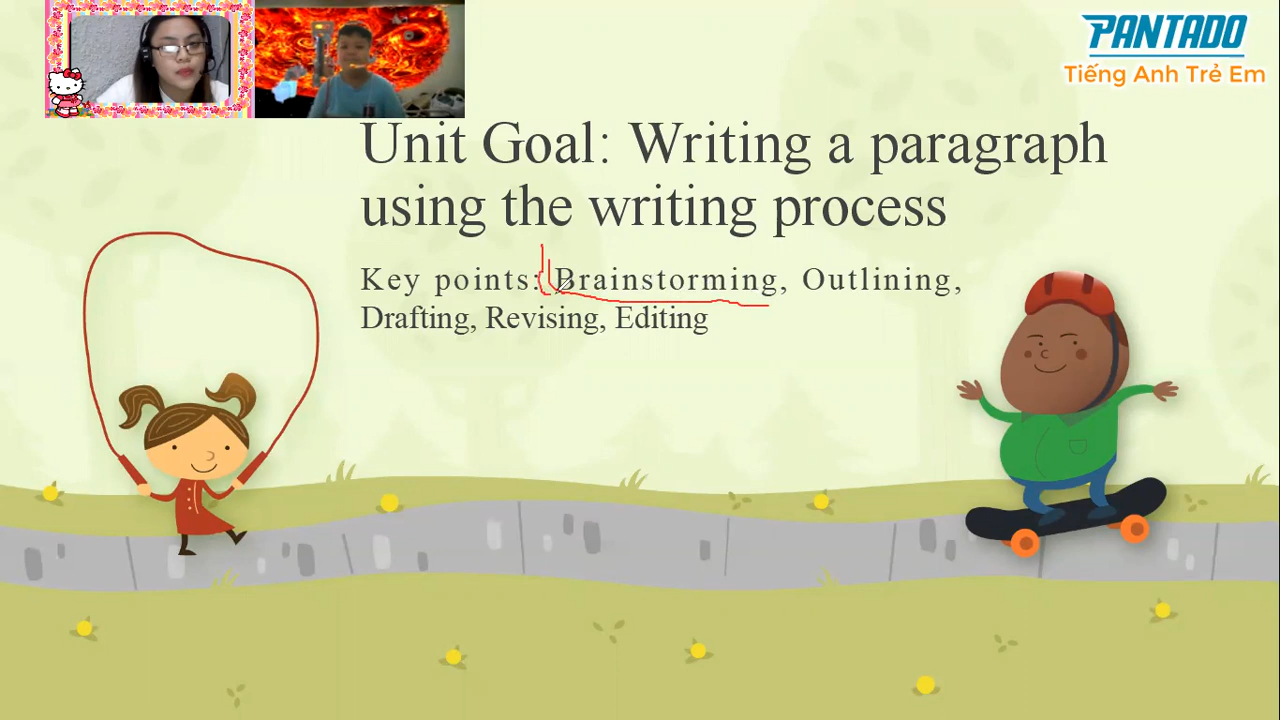 PANTADO
Tiếng Anh Trẻ Em
Unit Goal: Writing a paragraph
using the writing process
Key points: Brainstorming, Outlining,
Drafting, Revising, Editing